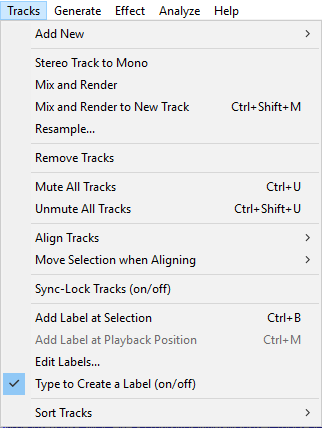 Tracks Generate Effect Analyze Help
Add New
Stereo Track to Mono
Mix and Render
Mix and Render to New Track Ctrl+Shift+M
Resample...
Remove Tracks
Mute All Tracks Ctrl+U
Unmute All Tracks Ctrl+Shift+U
Align Tracks
Move Selection when Aligning
Sync-Lock Tracks (on/off)
Add Label at Selection Ctrl+B
Add Label at Playback Position Ctrl+M
Edit Labels...
Type to Create a Label (on/off)
Sort Tracks